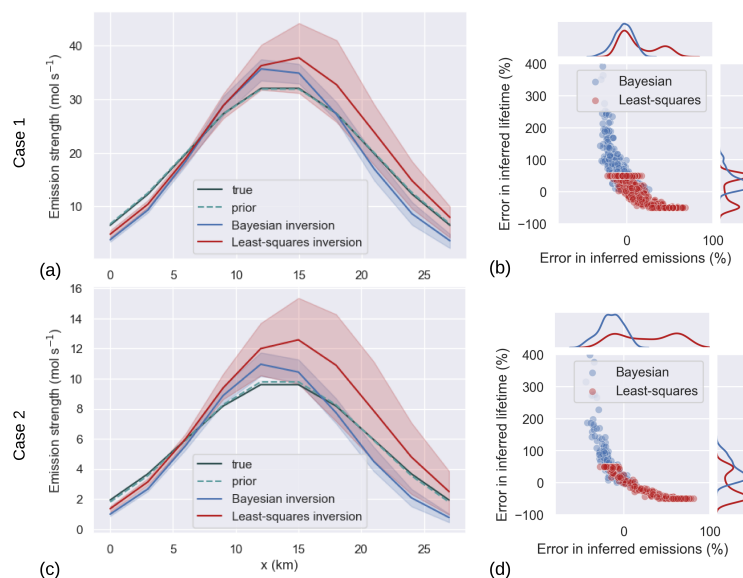 Case 1
Emission strength (mol s⁻¹)
40
30
20
10
0
5
10
15
20
25
true
prior
Bayesian inversion
Least-squares inversion
(a)
Error in inferred lifetime (%)
400
300
200
100
0
−100
0
100
Error in inferred emissions (%)
Bayesian
Least-squares
(b)
Case 2
Emission strength (mol s⁻¹)
16
14
12
10
8
6
4
2
0
0
5
10
15
20
25
x (km)
true
prior
Bayesian inversion
Least-squares inversion
(c)
Error in inferred lifetime (%)
400
300
200
100
0
−100
0
100
Error in inferred emissions (%)
Bayesian
Least-squares
(d)